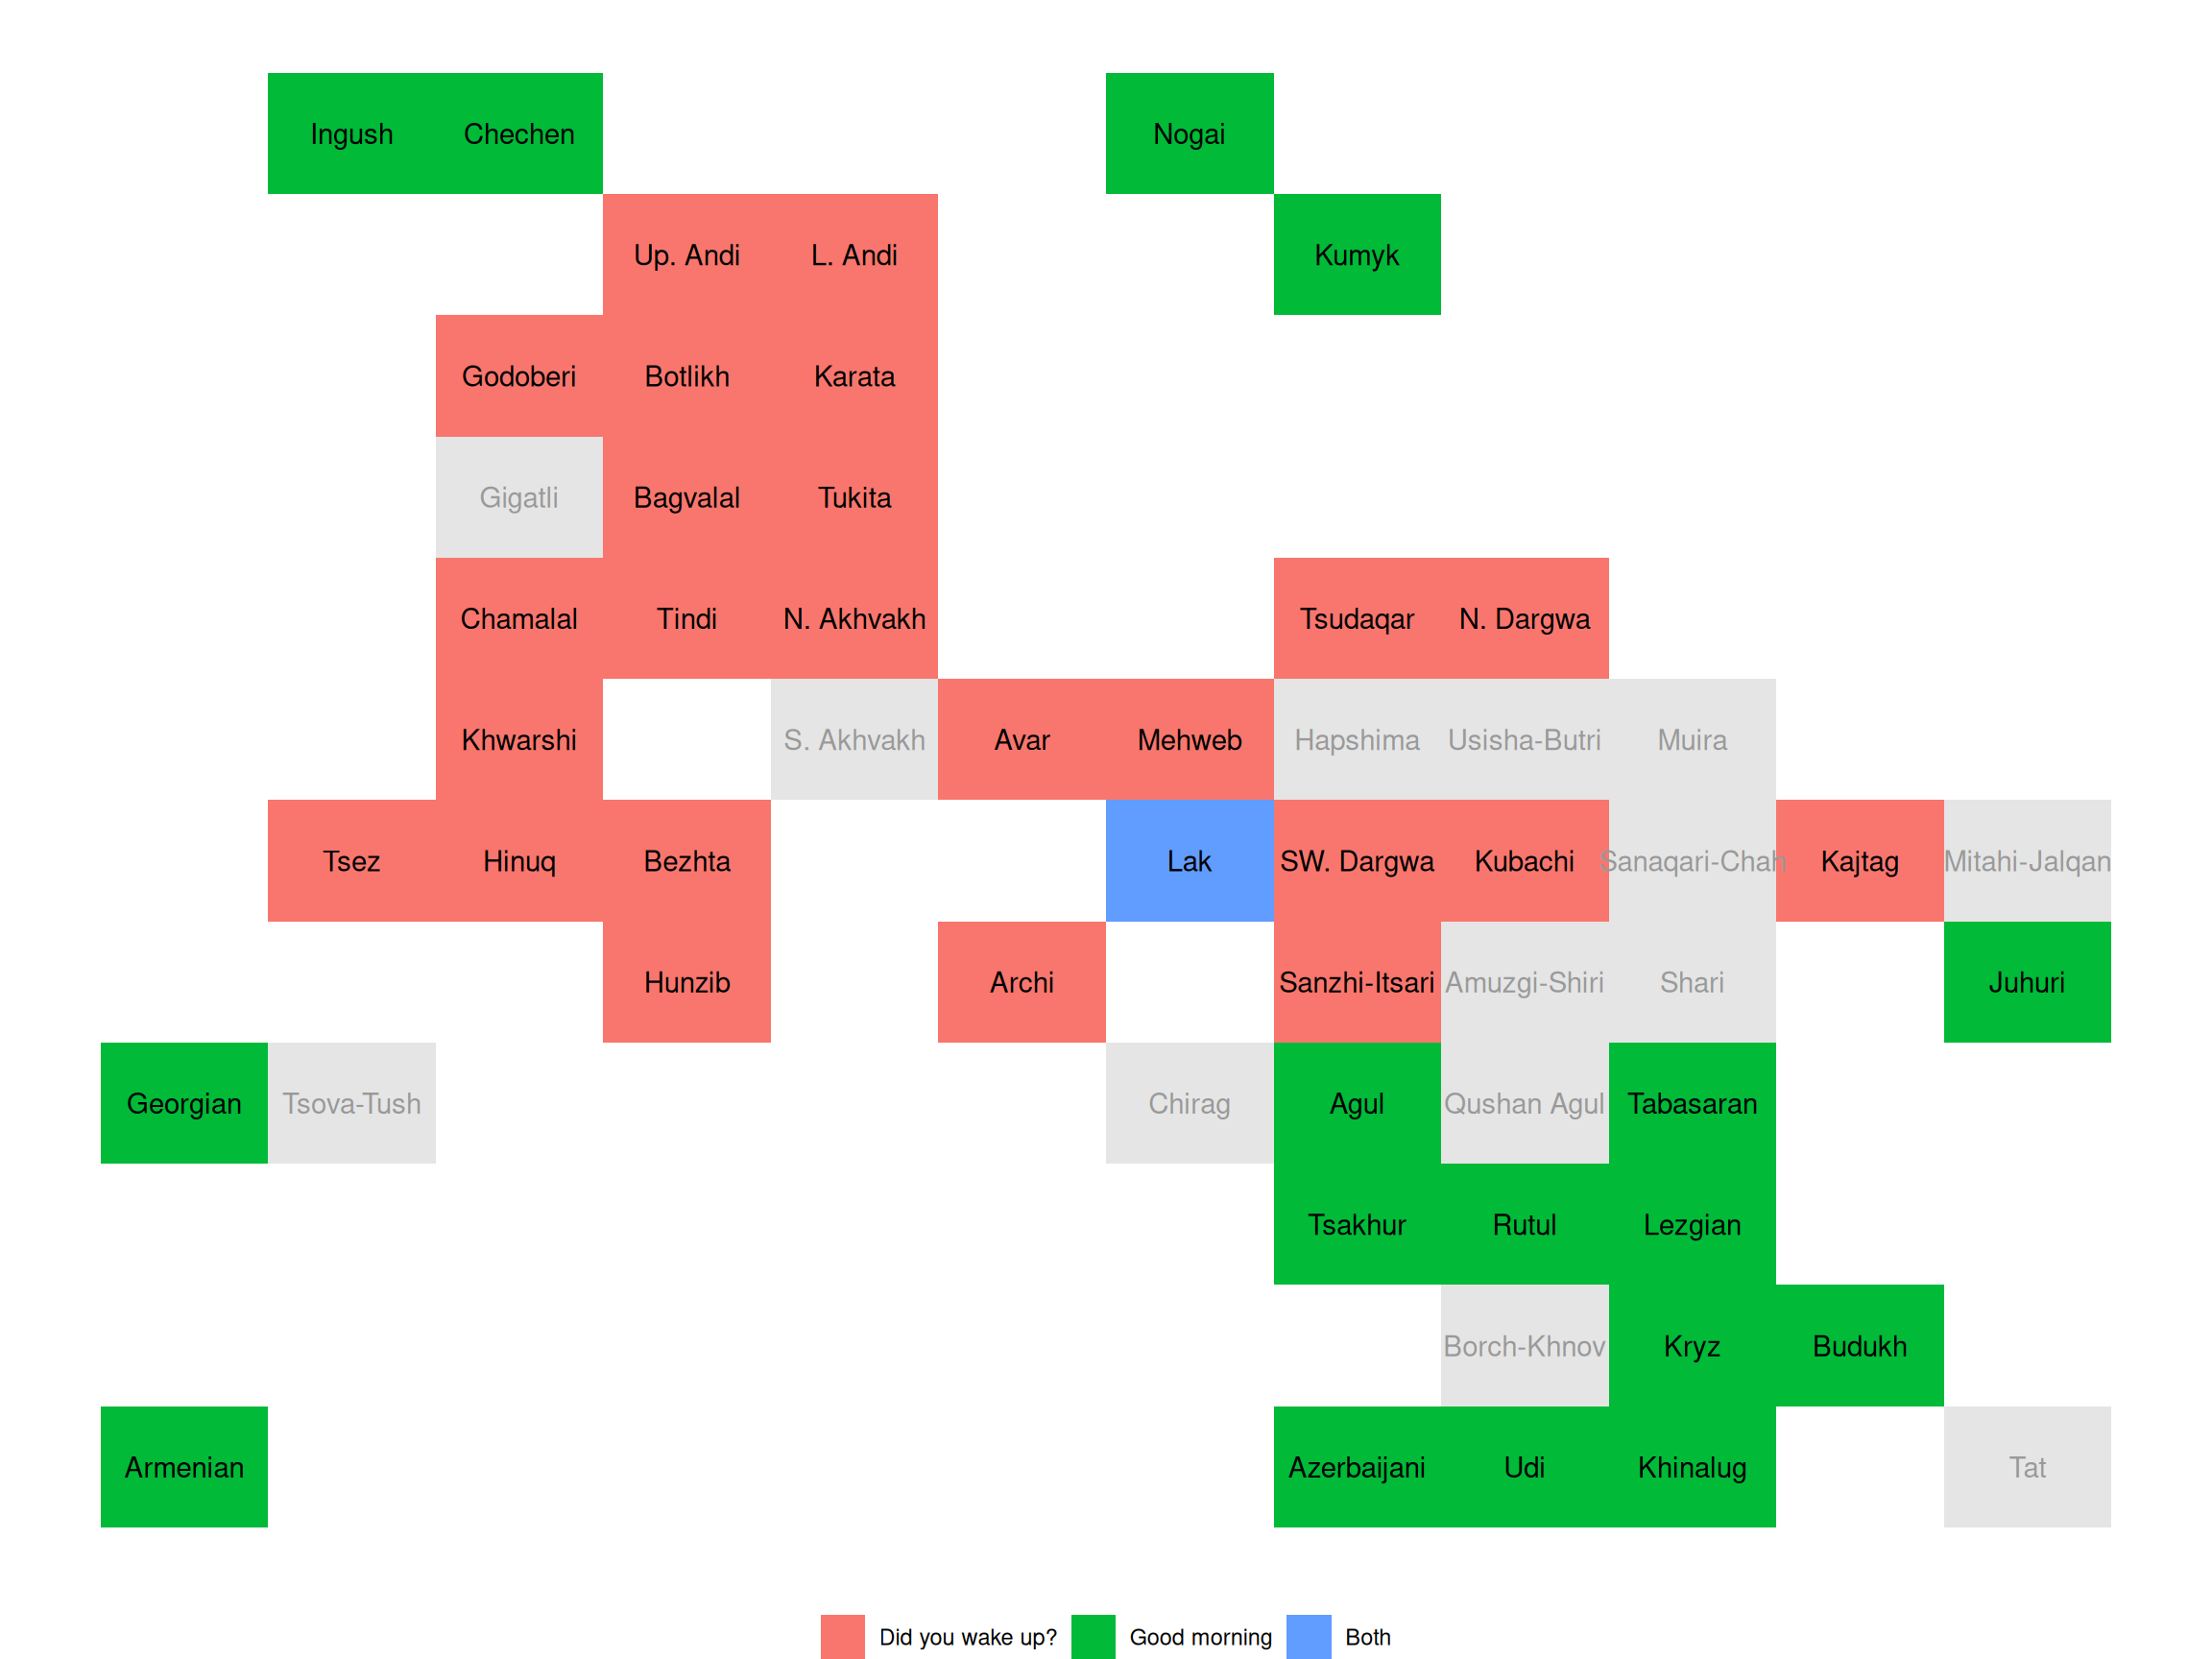 Ingush Chechen Nogai
Up. Andi L. Andi Kumyk
Godoberi Botlikh Karata
Gigatli Bagvalal Tukita
Chamalal Tindi N. Akhvakh Tsudaqar N. Dargwa
Khwarshi S. Akhvakh Avar Mehweb Hapshima Usisha-Butri Muira
Tsez Hinuq Bezhta Lak SW. Dargwa Kubachi Sanaqari-Chah Kajtag Mitahi-Jalqan
Hunzib Archi Sanzhi-Itsari Amuzgi-Shiri Shari Juhuri
Georgian Tsova-Tush Chirag Agul Qushan Agul Tabasaran
Tsakhur Rutul Lezgian
Borch-Khnov Kryz Budukh
Armenian Azerbaijani Udi Khinalug Tat
Did you wake up? Good morning Both